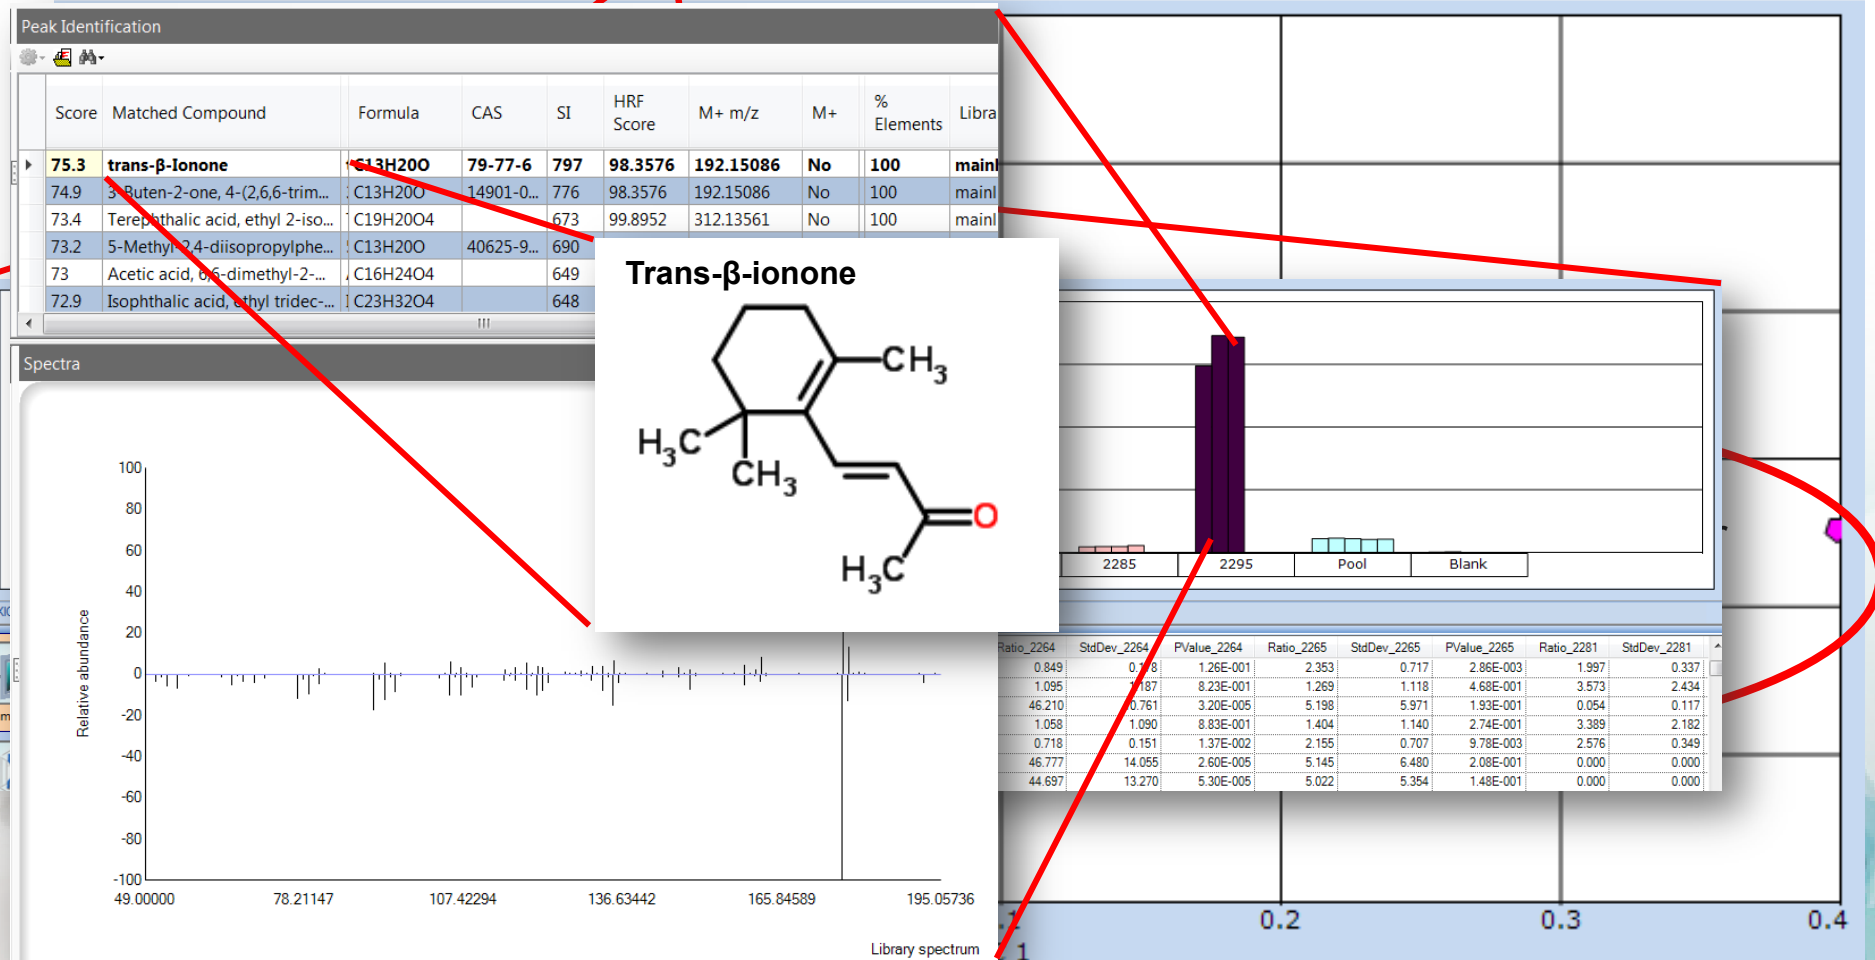 Peak Identification
Score Matched Compound Formula CAS SI HRF Score M+ m/z M+ % Elements Libra
75.3 trans-β-Ionone C13H20O 79-77-6 797 98.3576 192.15086 No 100 mainl
74.9 3-Buten-2-one, 4-(2,6,6-trim... C13H20O 14901-0... 776 98.3576 192.15086 No 100 mainl
73.4 Terephthalic acid, ethyl 2-iso... C19H20O4 673 99.8952 312.13561 No 100 mainl
73.2 5-Methyl-2,4-diisopropylphe... C13H20O 40625-9... 690
73 Acetic acid, 6,6-dimethyl-2-... C16H24O4 649
72.9 Isophthalic acid, ethyl tridec-... C23H32O4 648
Trans-β-ionone
CH3
H3C
CH3
O
H3C
Spectra
100
80
60
40
20
0
-20
-40
-60
-80
-100
Relative abundance
49.00000 78.21147 107.42294 136.63442 165.84589 195.05736
Library spectrum
2285 2295 Pool Blank
Ratio_2264 StdDev_2264 PValue_2264 Ratio_2265 StdDev_2265 PValue_2265 Ratio_2281 StdDev_2281
0.849 0.178 1.26E-001 2.353 0.717 2.86E-003 1.997 0.337
1.095 .187 8.23E-001 1.269 1.118 4.68E-001 3.573 2.434
46.210 0.761 3.20E-005 5.198 5.971 1.93E-001 0.054 0.117
1.058 1.090 8.83E-001 1.404 1.140 2.74E-001 3.389 2.182
0.718 0.151 1.37E-002 2.155 0.707 9.78E-003 2.576 0.349
46.777 14.055 2.60E-005 5.145 6.480 2.08E-001 0.000 0.000
44.697 13.270 5.30E-005 5.022 5.354 1.48E-001 0.000 0.000
.1 0.2 0.3 0.4
1